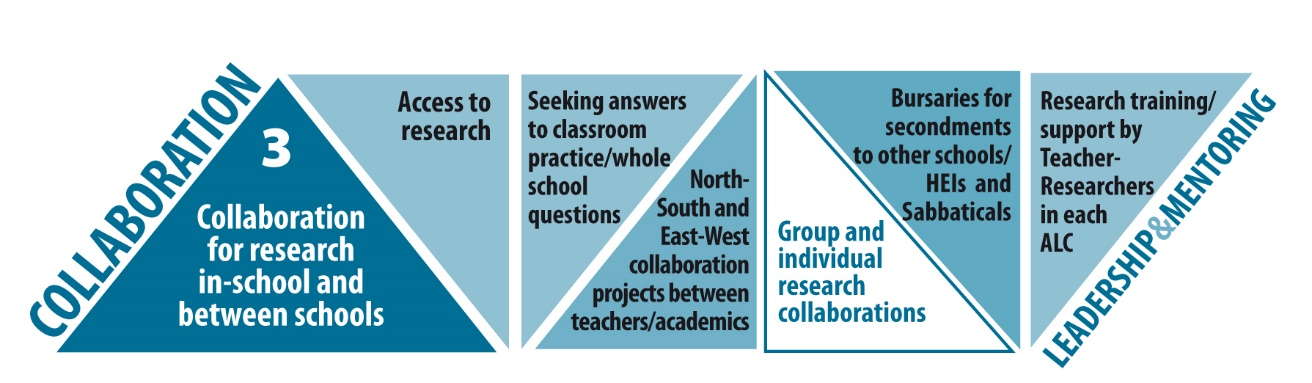 COLLABORATION
3
Collaboration
for research
in-school and
between schools
Access to
research
Seeking answers
to classroom
practice/whole
school
questions
North-
South and
East-West
collaboration
projects between
teachers/academics
Group and
individual
research
collaborations
Bursaries for
secondments
to other schools/
HEIs and
Sabbaticals
Research training/
support by
Teacher-
Researchers
in each
ALC
LEADERSHIP&MENTORING